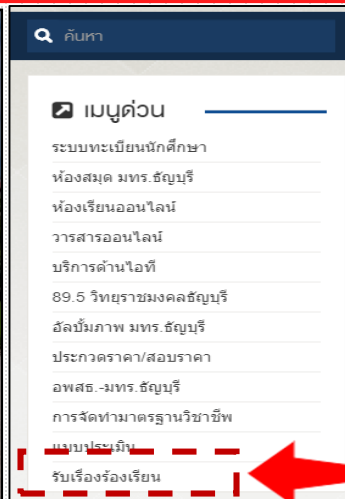 ค้นหา
เมนูด่วน
ระบบทะเบียนนักศึกษา
ห้องสมุด มทร.ธัญบุรี
ห้องเรียนออนไลน์
วารสารออนไลน์
บริการด้านไอที
89.5 วิทยุราชมงคลธัญบุรี
อัลบั้มภาพ มทร.ธัญบุรี
ประกวดราคา/สอบราคา
อพสธ.-มทร.ธัญบุรี
การจัดทำมาตรฐานวิชาชีพ
แบบประเมิน
รับเรื่องร้องเรียน